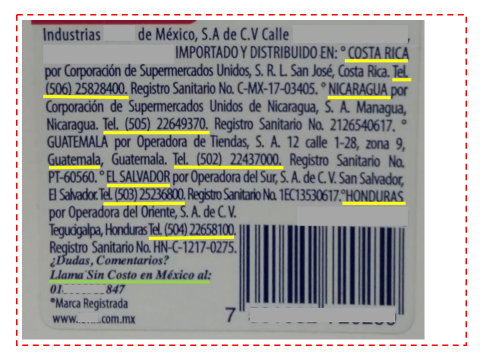 Industrias de México, S.A de C.V Calle ,
IMPORTADO Y DISTRIBUIDO EN: ° COSTA RICA
por Corporación de Supermercados Unidos, S. R. L. San José, Costa Rica. Tel.
(506) 25828400. Registro Sanitario No. C-MX-17-03405. ° NICARAGUA por
Corporación de Supermercados Unidos de Nicaragua, S. A. Managua,
Nicaragua. Tel. (505) 22649370. Registro Sanitario No. 2126540617. °
GUATEMALA por Operadora de Tiendas, S. A. 12 calle 1-28, zona 9,
Guatemala, Guatemala. Tel. (502) 22437000. Registro Sanitario No.
PT-60560. ° EL SALVADOR por Operadora del Sur, S. A. de C. V. San Salvador,
El Salvador. Tel. (503) 25236800. Registro Sanitario No. 1EC13530617.°HONDURAS
por Operadora del Oriente, S. A. de C. V.
Tegucigalpa, Honduras Tel. (504) 22658100.
Registro Sanitario No. HN-C-1217-0275.
¿Dudas, Comentarios?
Llama Sin Costo en México al:
01 847
®Marca Registrada
www. .com.mx
7